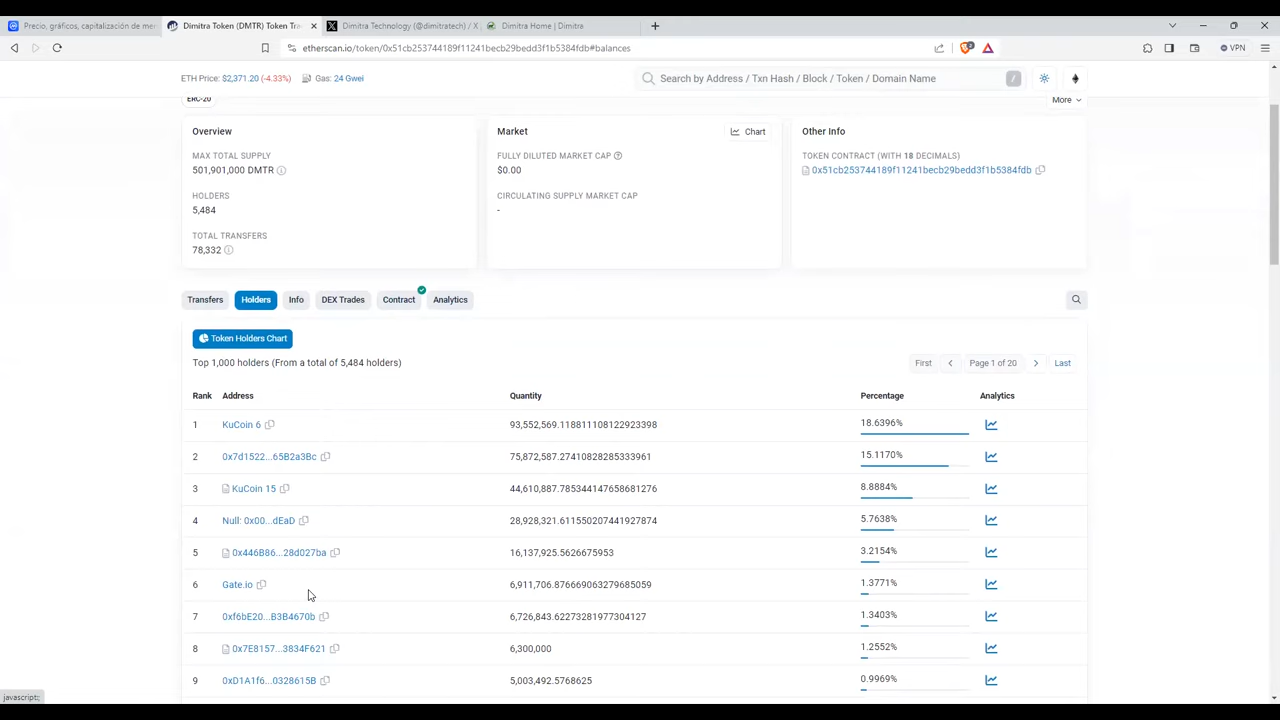 Precio, gráficos, capitalización de me
Dimitra Token (DMTR) Token Tra
Dimitra Technology (@dimitratech) / X
Dimitra Home | Dimitra
etherscan.io/token/0x51cb253744189f11241becb29bedd3f1b5384fdb#balances
VPN
ETH Price: $2,371.20 (-4.33%)
Gas: 24 Gwei
Search by Address / Txn Hash / Block / Token / Domain Name
/
ERC-20
More
Overview
MAX TOTAL SUPPLY
501,901,000 DMTR
HOLDERS
5,484
TOTAL TRANSFERS
78,332
Market
Chart
FULLY DILUTED MARKET CAP
$0.00
CIRCULATING SUPPLY MARKET CAP
-
Other Info
TOKEN CONTRACT (WITH 18 DECIMALS)
0x51cb253744189f11241becb29bedd3f1b5384fdb
Transfers Holders Info DEX Trades Contract Analytics
Token Holders Chart
Top 1,000 holders (From a total of 5,484 holders)
First Page 1 of 20 Last
Rank Address Quantity Percentage Analytics
1 KuCoin 6 93,552,569.118811108122923398 18.6396%
2 0x7d1522...65B2a3Bc 75,872,587.27410828285333961 15.1170%
3 KuCoin 15 44,610,887.785344147658681276 8.8884%
4 Null: 0x00...dEaD 28,928,321.611550207441927874 5.7638%
5 0x446B86...28d027ba 16,137,925.5626675953 3.2154%
6 Gate.io 6,911,706.876669063279685059 1.3771%
7 0xf6bE20...B3B4670b 6,726,843.62273281977304127 1.3403%
8 0x7E8157...3834F621 6,300,000 1.2552%
9 0xD1A1f6...0328615B 5,003,492.5768625 0.9969%
javascript:;